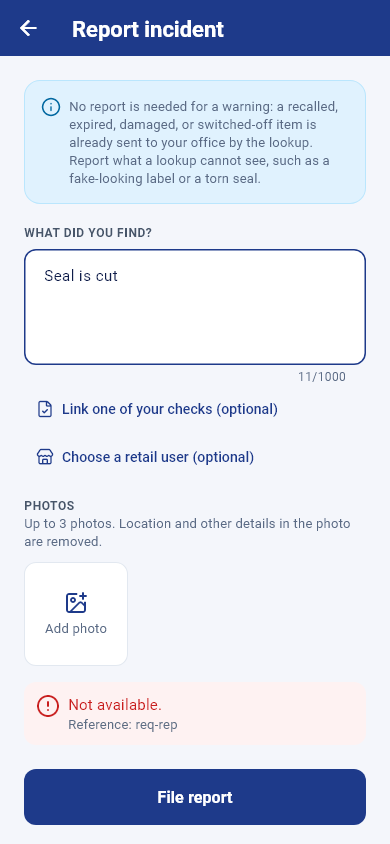 Report incident
No report is needed for a warning: a recalled,
expired, damaged, or switched-off item is
already sent to your office by the lookup.
Report what a lookup cannot see, such as a
fake-looking label or a torn seal.
WHAT DID YOU FIND?
Seal is cut
11/1000
Link one of your checks (optional)
Choose a retail user (optional)
PHOTOS
Up to 3 photos. Location and other details in the photo
are removed.
Add photo
Not available.
Reference: req-rep
File report